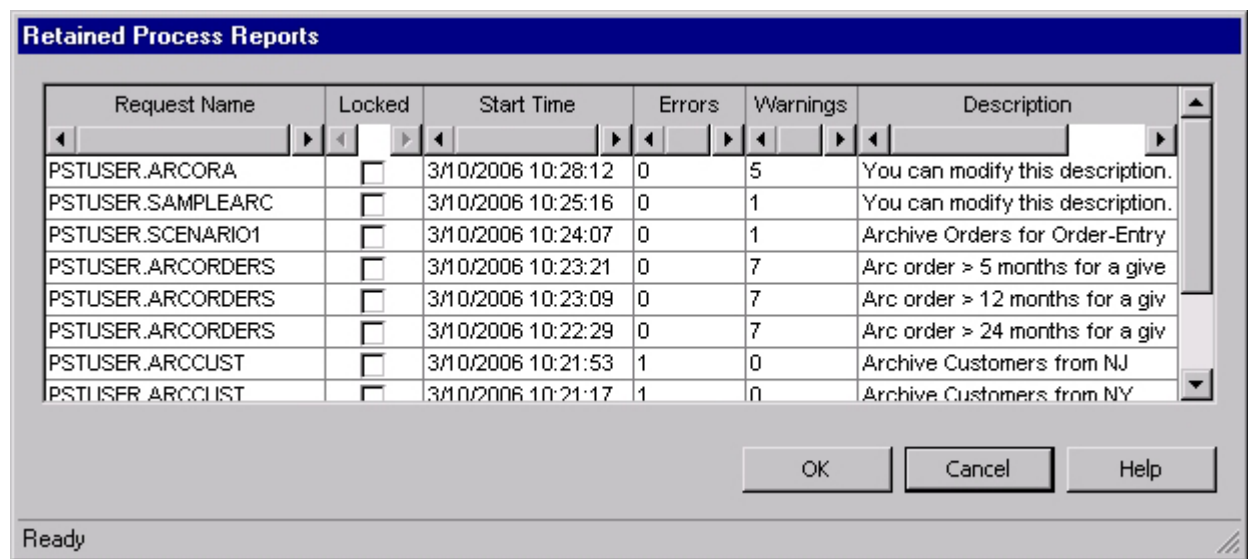 Retained Process Reports
Request Name Locked Start Time Errors Warnings Description
PSTUSER.ARCORA 3/10/2006 10:28:12 0 5 You can modify this description.
PSTUSER.SAMPLEARC 3/10/2006 10:25:16 0 1 You can modify this description.
PSTUSER.SCENARIO1 3/10/2006 10:24:07 0 1 Archive Orders for Order-Entry
PSTUSER.ARCORDERS 3/10/2006 10:23:21 0 7 Arc order > 5 months for a give
PSTUSER.ARCORDERS 3/10/2006 10:23:09 0 7 Arc order > 12 months for a giv
PSTUSER.ARCORDERS 3/10/2006 10:22:29 0 7 Arc order > 24 months for a giv
PSTUSER.ARCCUST 3/10/2006 10:21:53 1 0 Archive Customers from NJ
PSTUSER.ARCCUST 3/10/2006 10:21:17 1 0 Archive Customers from NY
OK Cancel Help
Ready